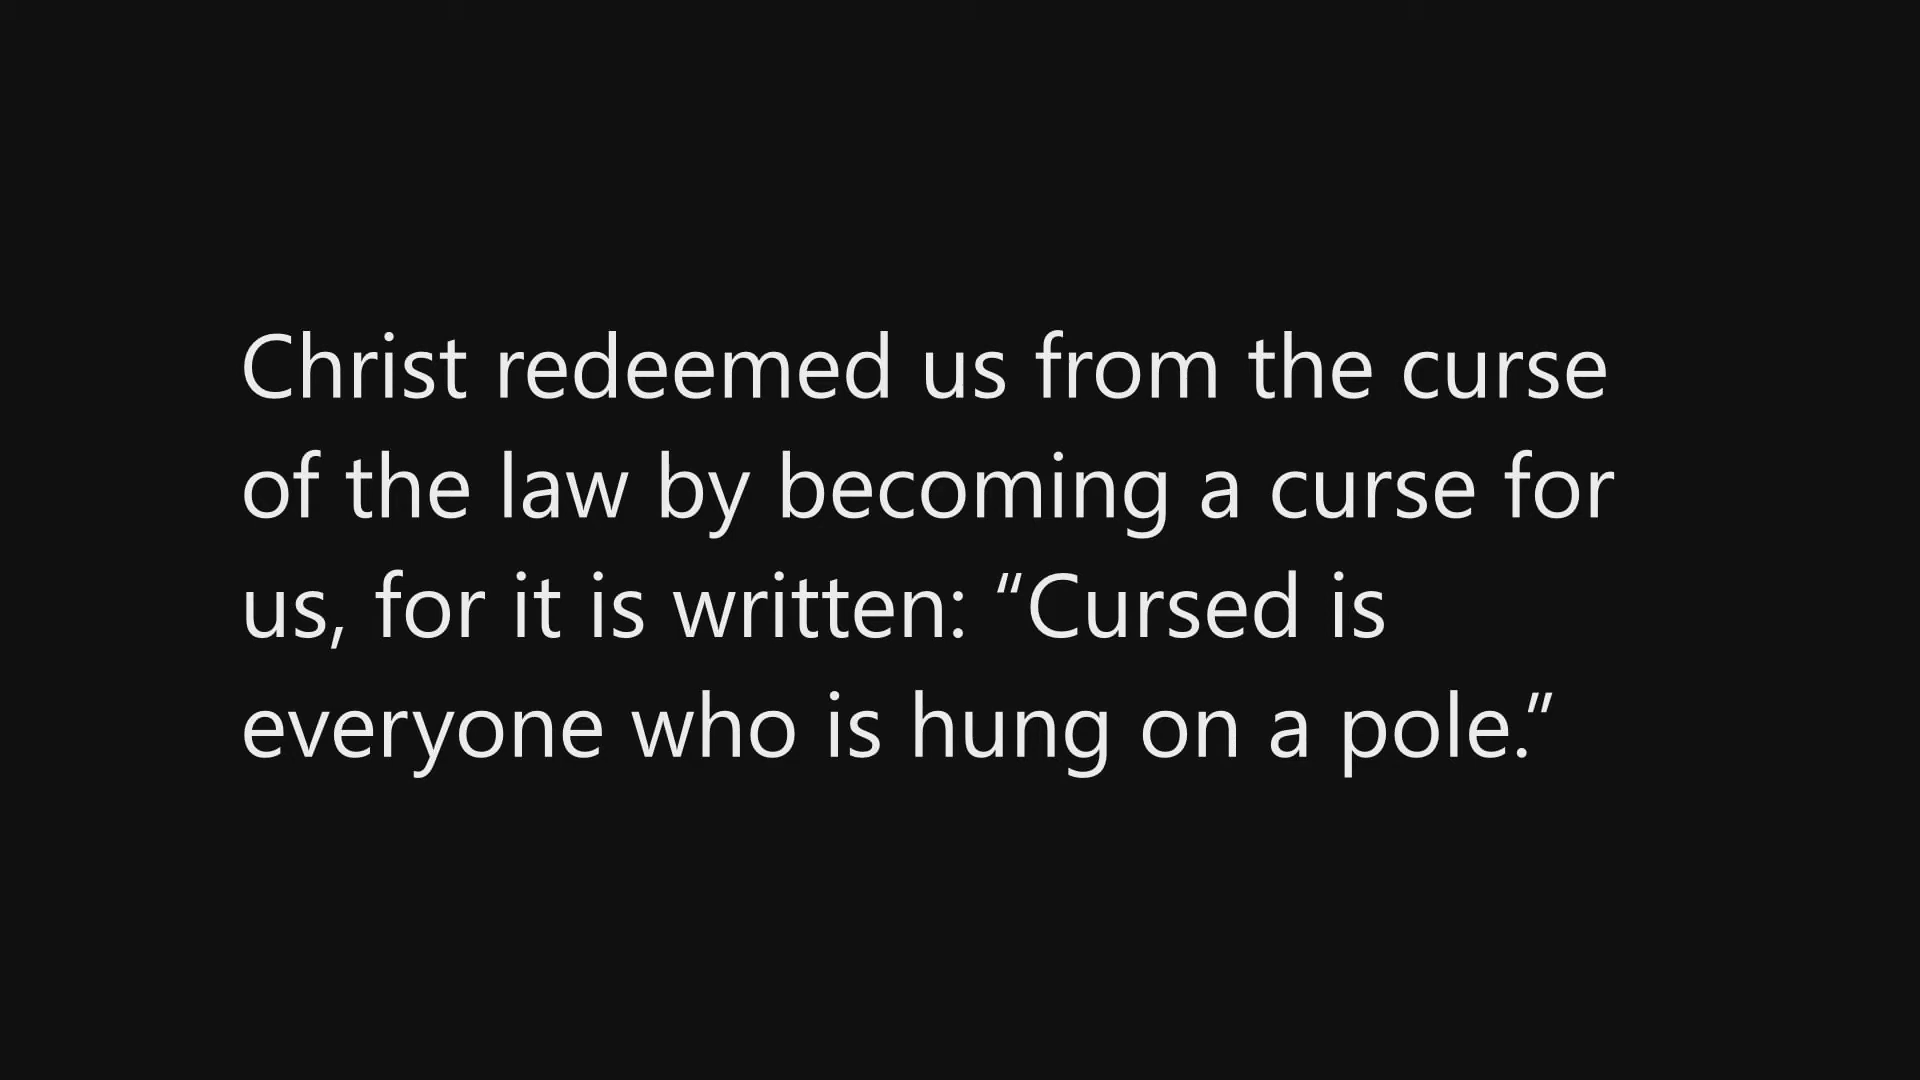 Christ redeemed us from the curse
of the law by becoming a curse for
us, for it is written: “Cursed is
everyone who is hung on a pole.”